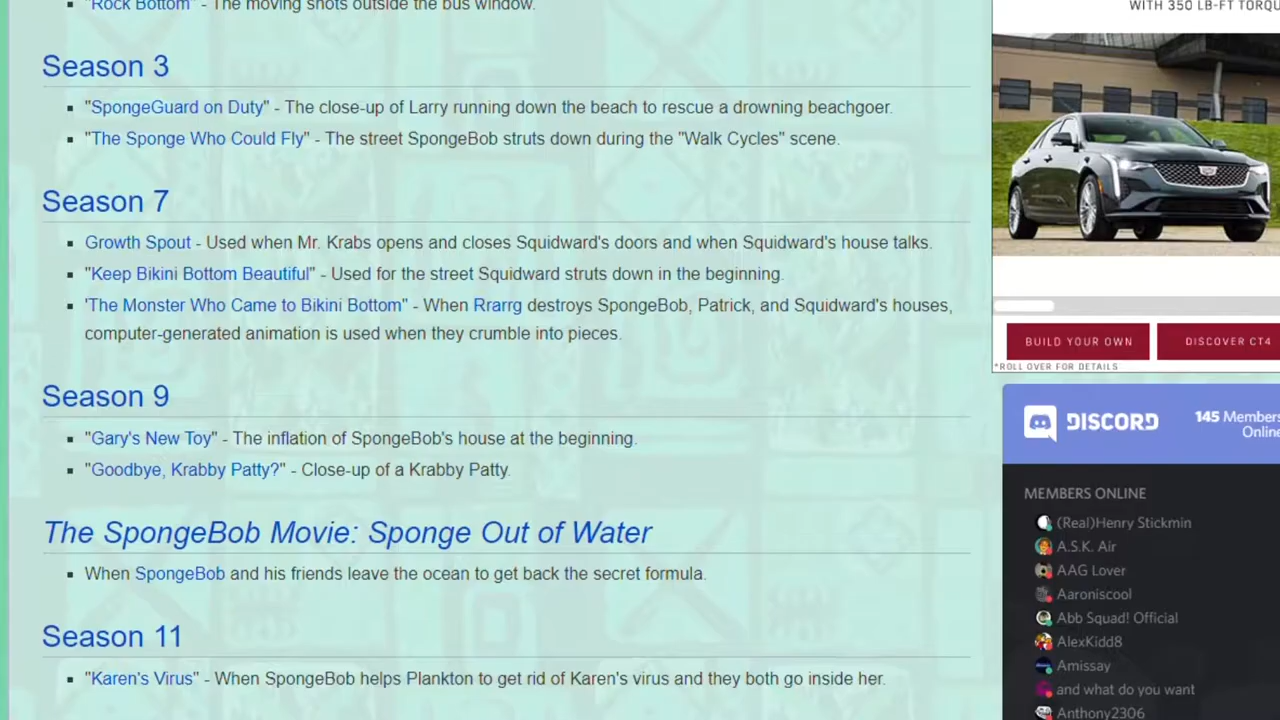 "Rock Bottom" - The moving shots outside the bus window.
Season 3
"SpongeGuard on Duty" - The close-up of Larry running down the beach to rescue a drowning beachgoer.
"The Sponge Who Could Fly" - The street SpongeBob struts down during the "Walk Cycles" scene.
Season 7
Growth Spout - Used when Mr. Krabs opens and closes Squidward's doors and when Squidward's house talks.
"Keep Bikini Bottom Beautiful" - Used for the street Squidward struts down in the beginning.
'The Monster Who Came to Bikini Bottom" - When Rrarrg destroys SpongeBob, Patrick, and Squidward's houses,
computer-generated animation is used when they crumble into pieces.
Season 9
"Gary's New Toy" - The inflation of SpongeBob's house at the beginning.
"Goodbye, Krabby Patty?" - Close-up of a Krabby Patty.
The SpongeBob Movie: Sponge Out of Water
When SpongeBob and his friends leave the ocean to get back the secret formula.
Season 11
"Karen's Virus" - When SpongeBob helps Plankton to get rid of Karen's virus and they both go inside her.
WITH 350 LB-FT TORQU
BUILD YOUR OWN
DISCOVER CT4
*ROLL OVER FOR DETAILS
DISCORD
145 Members
Online
MEMBERS ONLINE
(Real)Henry Stickmin
A.S.K. Air
AAG Lover
Aaroniscool
Abb Squad! Official
AlexKidd8
Amissay
and what do you want
Anthony2306